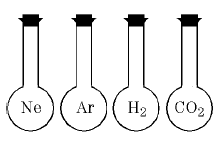 Ne Ar H₂ CO₂